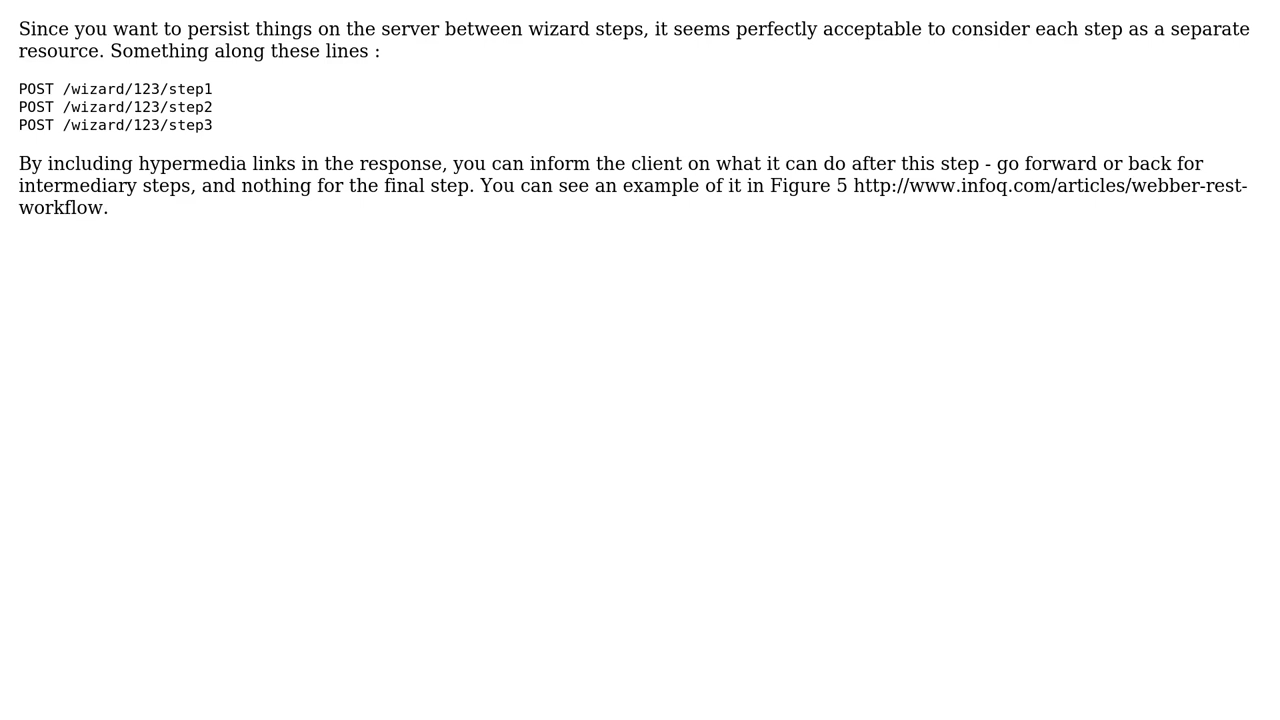 Since you want to persist things on the server between wizard steps, it seems perfectly acceptable to consider each step as a separate
resource. Something along these lines :
POST /wizard/123/step1
POST /wizard/123/step2
POST /wizard/123/step3
By including hypermedia links in the response, you can inform the client on what it can do after this step - go forward or back for
intermediary steps, and nothing for the final step. You can see an example of it in Figure 5 http://www.infoq.com/articles/webber-rest-
workflow.